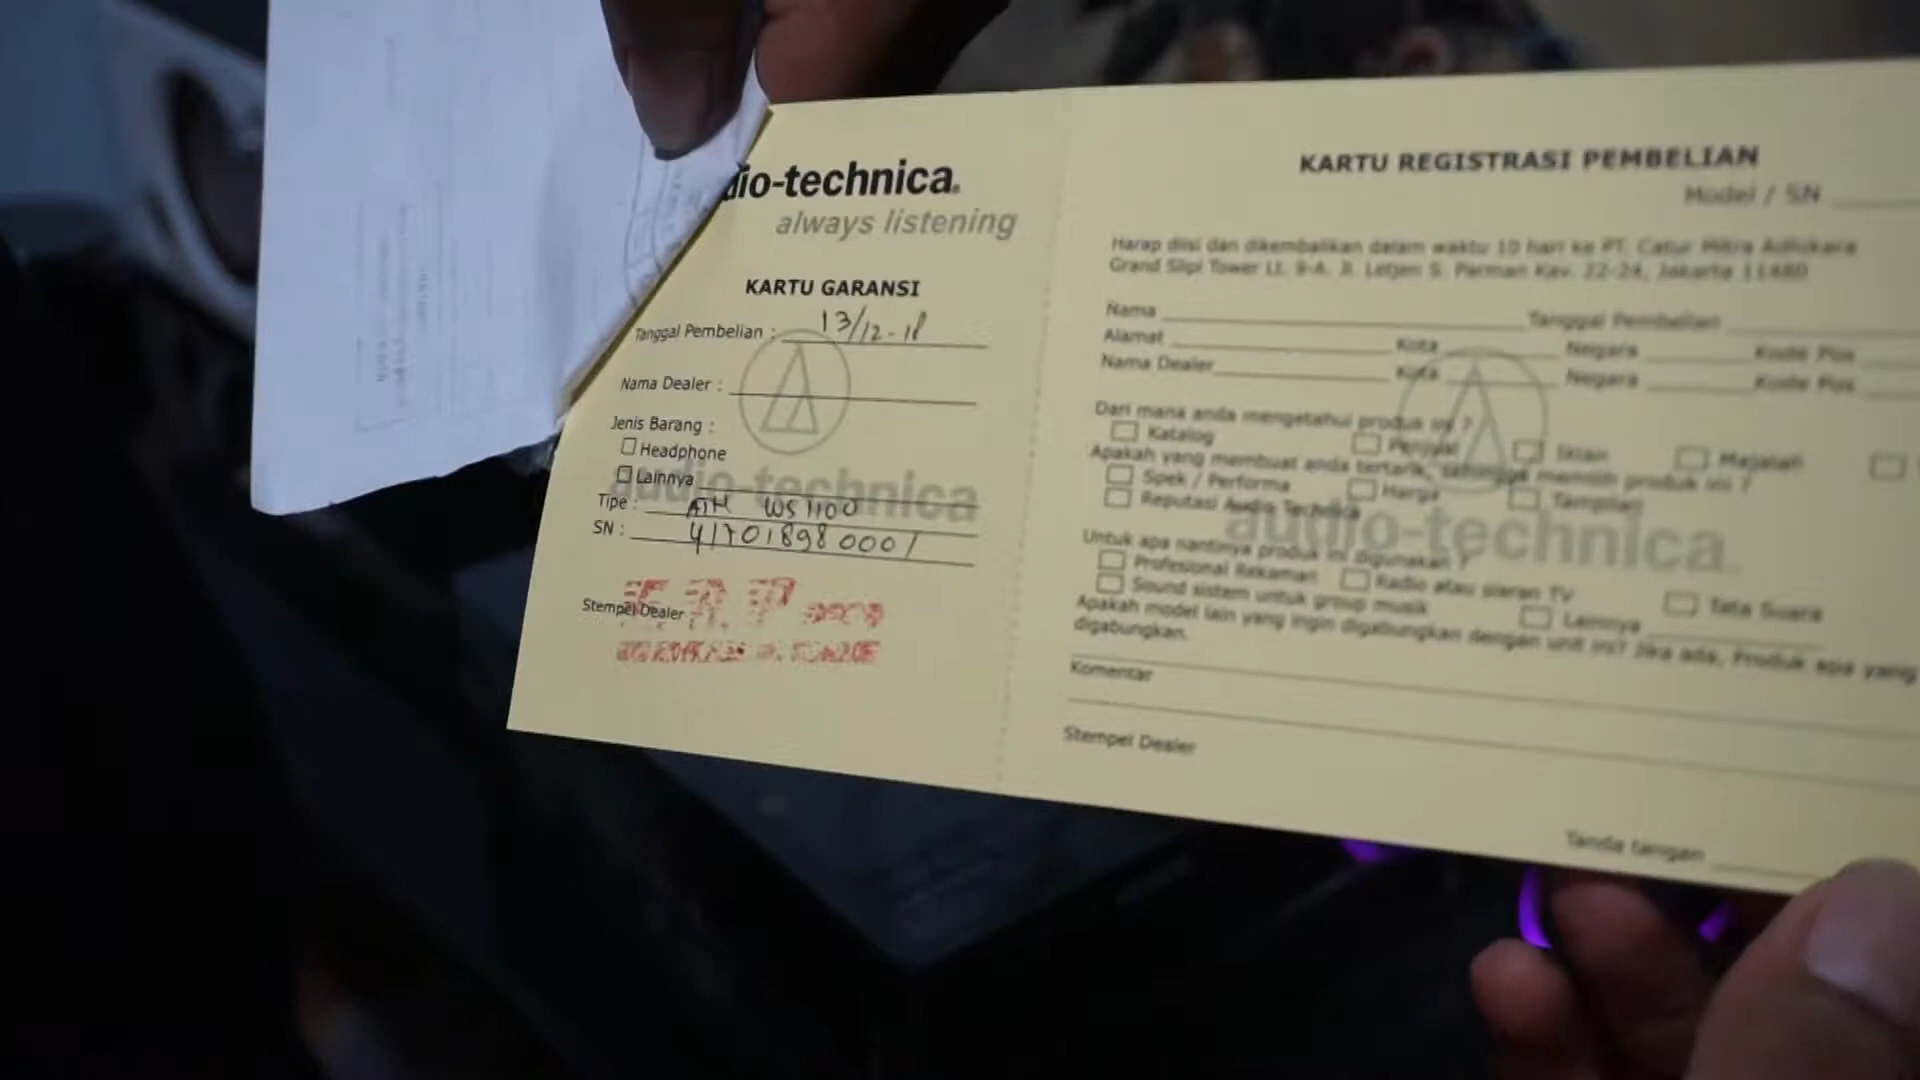 io-technica
always listening
KARTU GARANSI
Tanggal Pembelian : 13/12-18
Nama Dealer :
Jenis Barang :
Headphone
Lainnya
audio-technica
Tipe : ATH WS1100
SN : 417018980001
Stempel Dealer
KARTU REGISTRASI PEMBELIAN
Model / SN
Harap diisi dan dikembalikan dalam waktu 10 hari ke PT. Catur Mitra Adhikara
Grand Slipi Tower Lt. 9-A. Jl. Letjen S. Parman Kav. 22-24, Jakarta 11480
Nama Tanggal Pembelian
Alamat Kota Negara Kode Pos
Nama Dealer Kota Negara Kode Pos
Dari mana anda mengetahui produk ini ?
Katalog Penjual Iklan Majalah
Apakah yang membuat anda tertarik, sehingga memilih produk ini ?
Spek / Performa Harga Tampilan
Reputasi Audio Technica
audio-technica.
Untuk apa nantinya produk ini digunakan ?
Profesional Rekaman Radio atau siaran TV Tata Suara
Sound sistem untuk group musik Lainnya
Apakah model lain yang ingin digabungkan dengan unit ini? Jika ada, Produk apa yang
digabungkan.
Komentar
Stempel Dealer
Tanda tangan